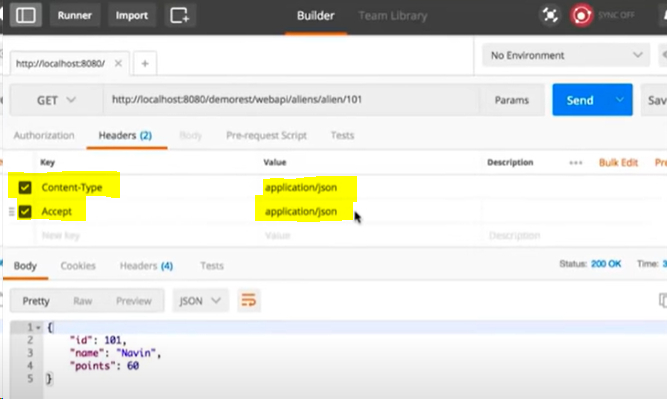 Runner Import Builder Team Library SYNC OFF
http://localhost:8080/ × + No Environment
GET http://localhost:8080/demorest/webapi/aliens/alien/101 Params Send Sav
Authorization Headers (2) Body Pre-request Script Tests
Key Value Description ••• Bulk Edit Pre
Content-Type application/json
Accept application/json
New key Value Description
Body Cookies Headers (4) Tests Status: 200 OK Time: 3
Pretty Raw Preview JSON
1 {
2 "id": 101,
3 "name": "Navin",
4 "points": 60
5 }